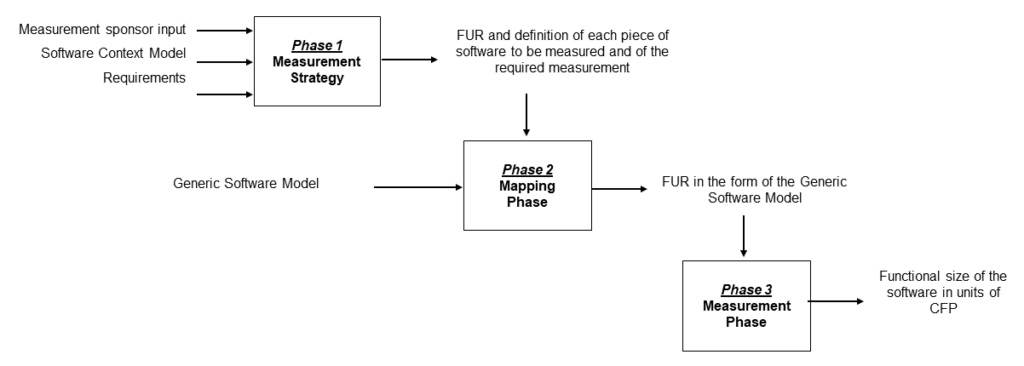 Measurement sponsor input
Software Context Model
Requirements
Phase 1
Measurement
Strategy
FUR and definition of each piece of
software to be measured and of the
required measurement
Generic Software Model
Phase 2
Mapping
Phase
FUR in the form of the Generic
Software Model
Phase 3
Measurement
Phase
Functional size of the
software in units of
CFP